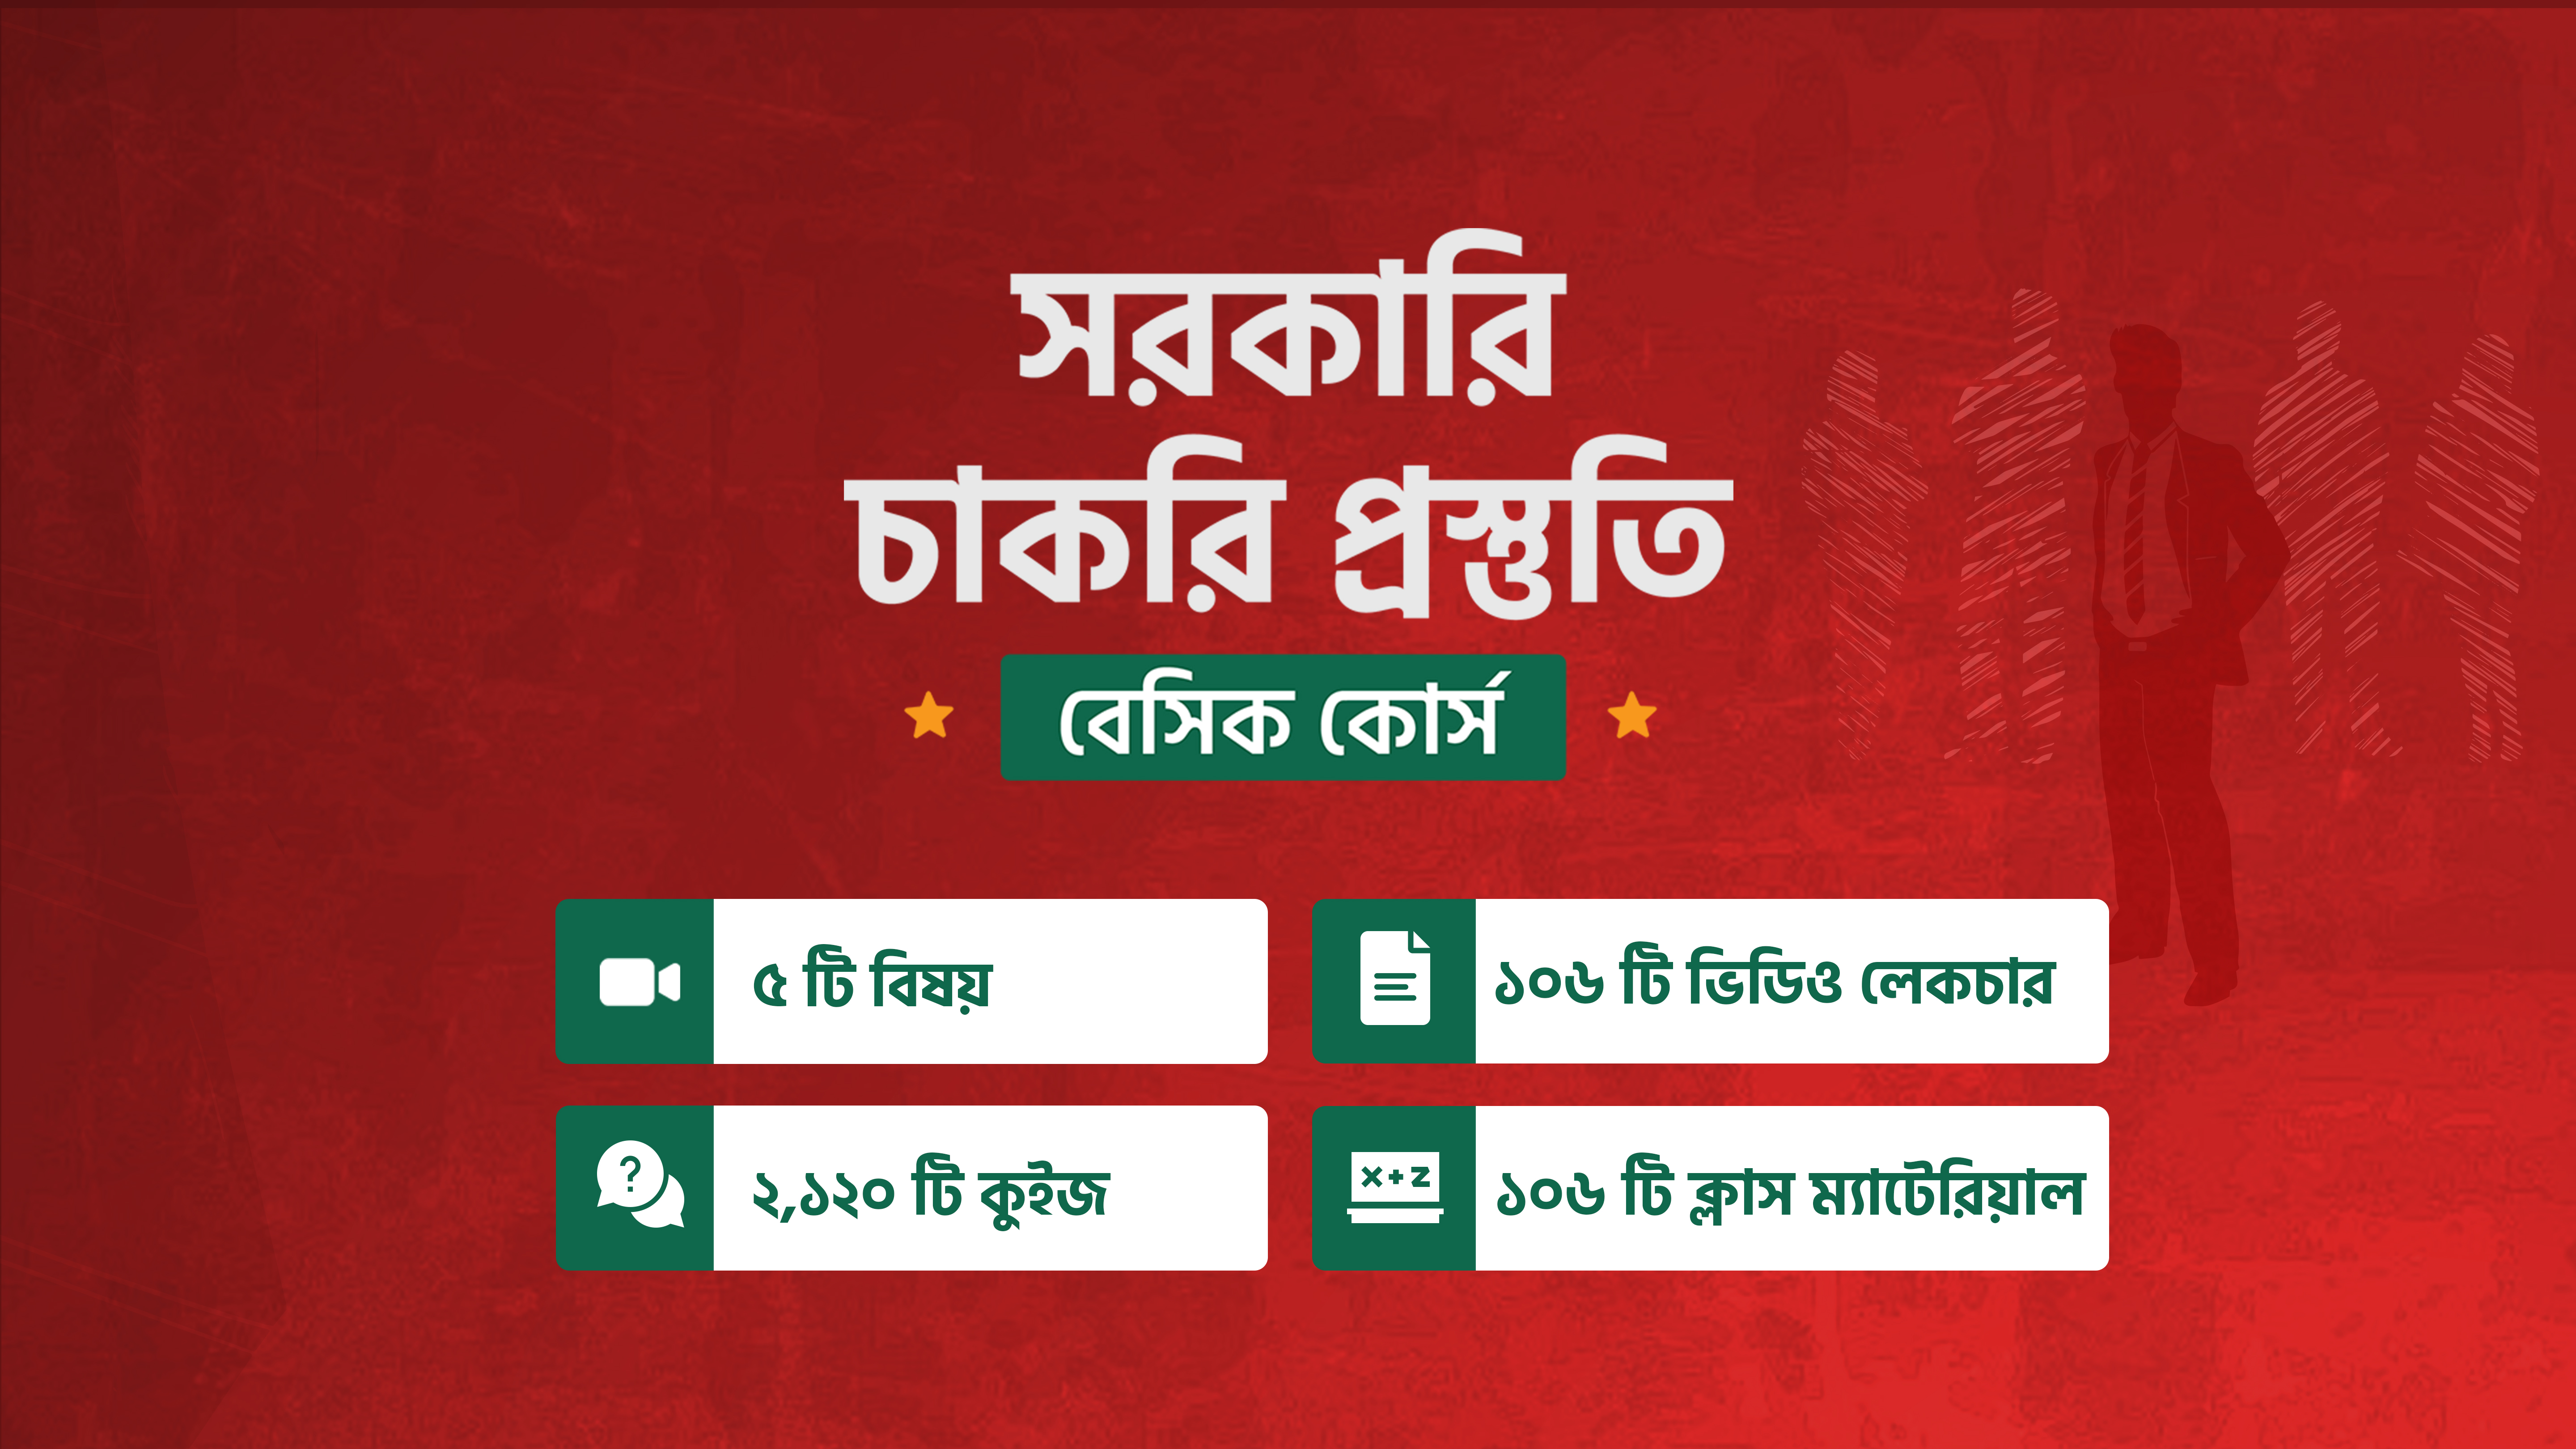 সরকারি
চাকরি প্রস্তুতি
বেসিক কোর্স
৫ টি বিষয়
১০৬ টি ভিডিও লেকচার
২,১২০ টি কুইজ
১০৬ টি ক্লাস ম্যাটেরিয়াল